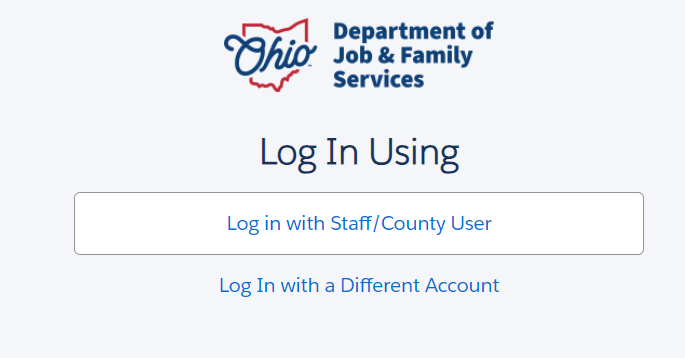 Ohio
Department of
Job & Family
Services
Log In Using
Log in with Staff/County User
Log In with a Different Account